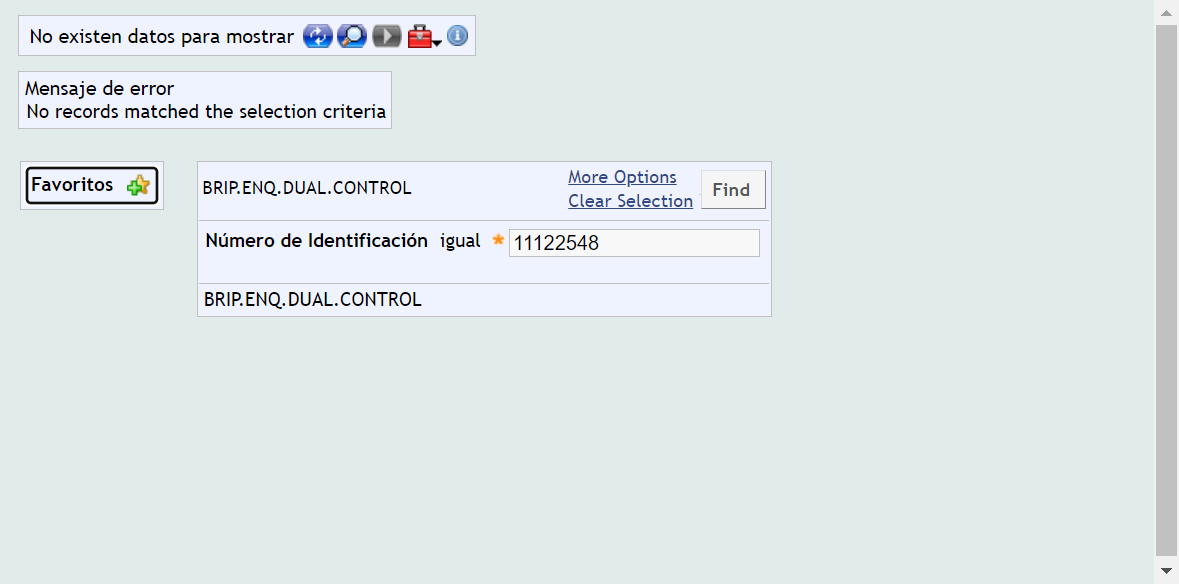 No existen datos para mostrar
Mensaje de error
No records matched the selection criteria
Favoritos
BRIP.ENQ.DUAL.CONTROL
More Options
Clear Selection
Find
Número de Identificación igual * 11122548
BRIP.ENQ.DUAL.CONTROL